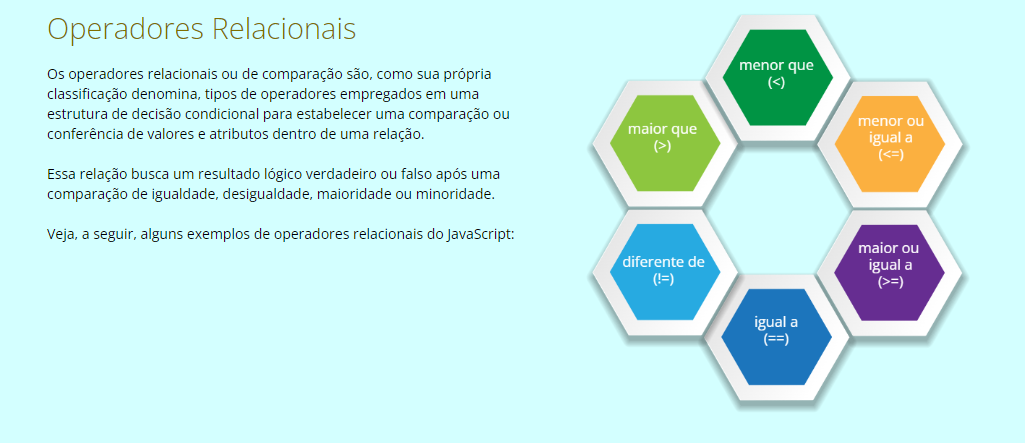 Operadores Relacionais
Os operadores relacionais ou de comparação são, como sua própria
classificação denomina, tipos de operadores empregados em uma
estrutura de decisão condicional para estabelecer uma comparação ou
conferência de valores e atributos dentro de uma relação.
Essa relação busca um resultado lógico verdadeiro ou falso após uma
comparação de igualdade, desigualdade, maioridade ou minoridade.
Veja, a seguir, alguns exemplos de operadores relacionais do JavaScript:
menor que
(<)
menor ou
igual a
(<=)
maior ou
igual a
(>=)
igual a
(==)
diferente de
(!=)
maior que
(>)